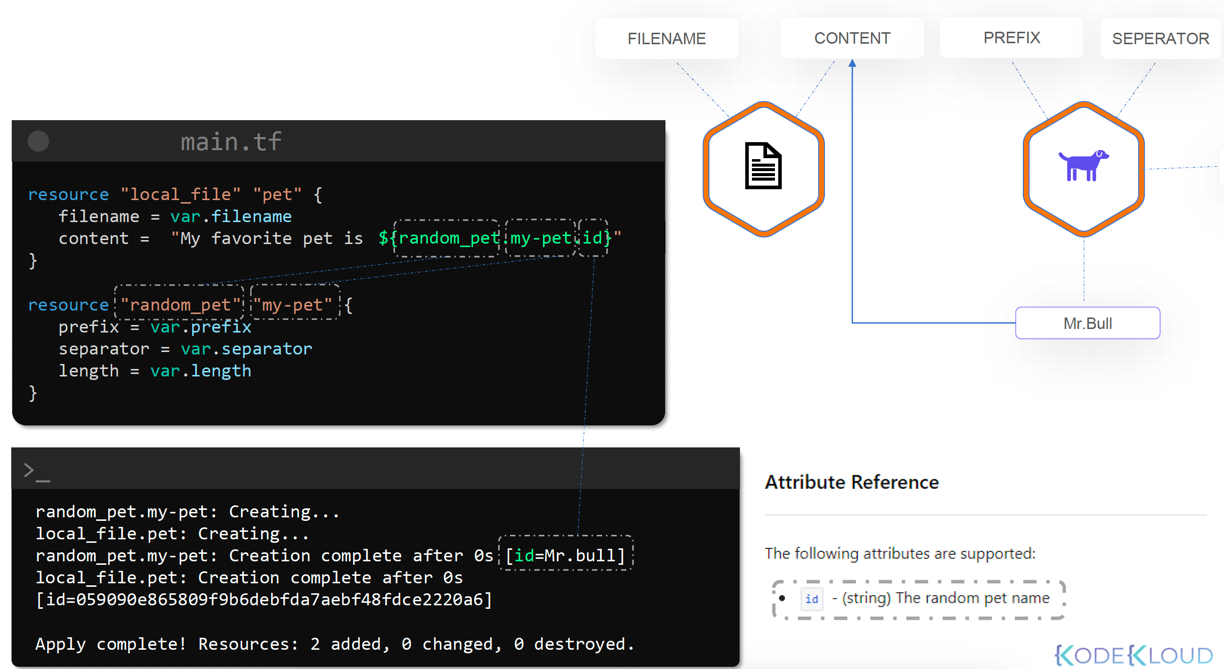 FILENAME
CONTENT
PREFIX
SEPERATOR
main.tf
resource "local_file" "pet" {
filename = var.filename
content = "My favorite pet is ${random_pet.my-pet.id}"
}
resource "random_pet" "my-pet" {
prefix = var.prefix
separator = var.separator
length = var.length
}
Mr.Bull
>_
random_pet.my-pet: Creating...
local_file.pet: Creating...
random_pet.my-pet: Creation complete after 0s [id=Mr.bull]
local_file.pet: Creation complete after 0s
[id=059090e865809f9b6debfda7aebf48fdce2220a6]
Apply complete! Resources: 2 added, 0 changed, 0 destroyed.
Attribute Reference
The following attributes are supported:
• id - (string) The random pet name
KODEKLOUD